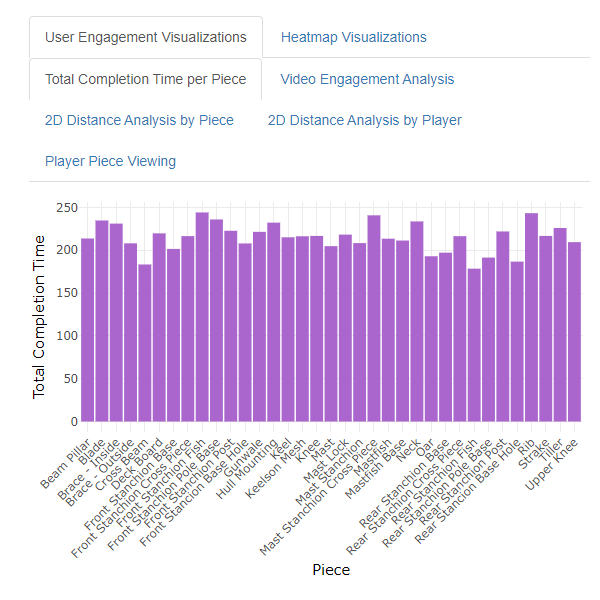 User Engagement Visualizations
Heatmap Visualizations
Total Completion Time per Piece
Video Engagement Analysis
2D Distance Analysis by Piece
2D Distance Analysis by Player
Player Piece Viewing
250
200
150
100
50
0
Total Completion Time
Beam Pillar
Blade
Brace - Inside
Brace - Outside
Cross Beam
Deck Board
Front Stanchion Base
Front Stanchion Cross Piece
Front Stanchion Fish
Front Stanchion Pole Base
Front Stanchion Post
Front Stancion Base Hole
Gunwale
Hull Mounting
Keel
Keelson Mesh
Knee
Mast
Mast Lock
Mast Stanchion
Mast Stanchion Cross Piece
Mastfish
Mastfish Base
Neck
Oar
Rear Stanchion Base
Rear Stanchion Cross Piece
Rear Stanchion Fish
Rear Stanchion Pole Base
Rear Stanchion Post
Rear Stancion Base Hole
Rib
Strake
Tiller
Upper Knee
Piece